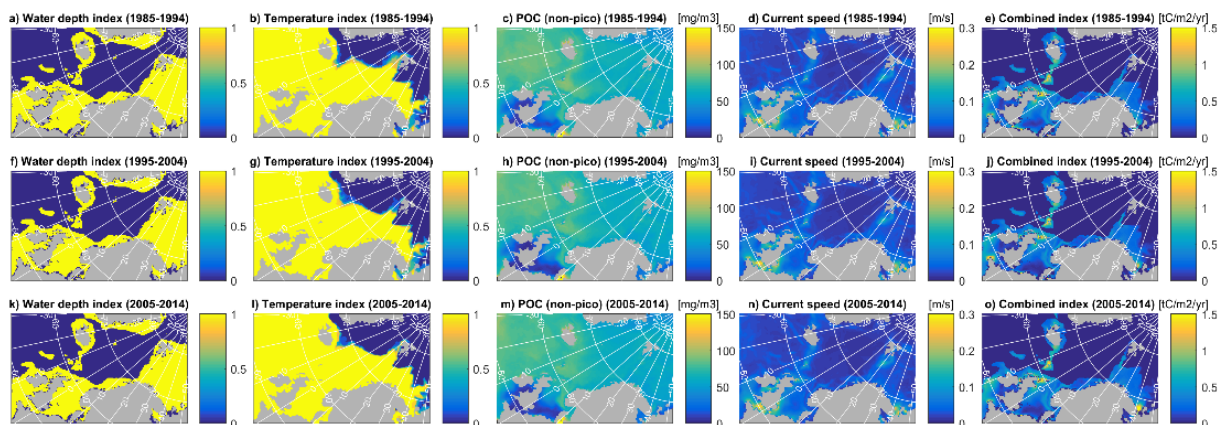 a) Water depth index (1985-1994) b) Temperature index (1985-1994) c) POC (non-pico) (1985-1994) [mg/m3] d) Current speed (1985-1994) [m/s] e) Combined index (1985-1994) [tC/m2/yr]
1 1 150 0.3 1.5
0.5 0.5 100 0.2 1
50 0.1 0.5
0 0 0 0 0
f) Water depth index (1995-2004) g) Temperature index (1995-2004) h) POC (non-pico) (1995-2004) [mg/m3] i) Current speed (1995-2004) [m/s] j) Combined index (1995-2004) [tC/m2/yr]
1 1 150 0.3 1.5
0.5 0.5 100 0.2 1
50 0.1 0.5
0 0 0 0 0
k) Water depth index (2005-2014) l) Temperature index (2005-2014) m) POC (non-pico) (2005-2014) [mg/m3] n) Current speed (2005-2014) [m/s] o) Combined index (2005-2014) [tC/m2/yr]
1 1 150 0.3 1.5
0.5 0.5 100 0.2 1
50 0.1 0.5
0 0 0 0 0